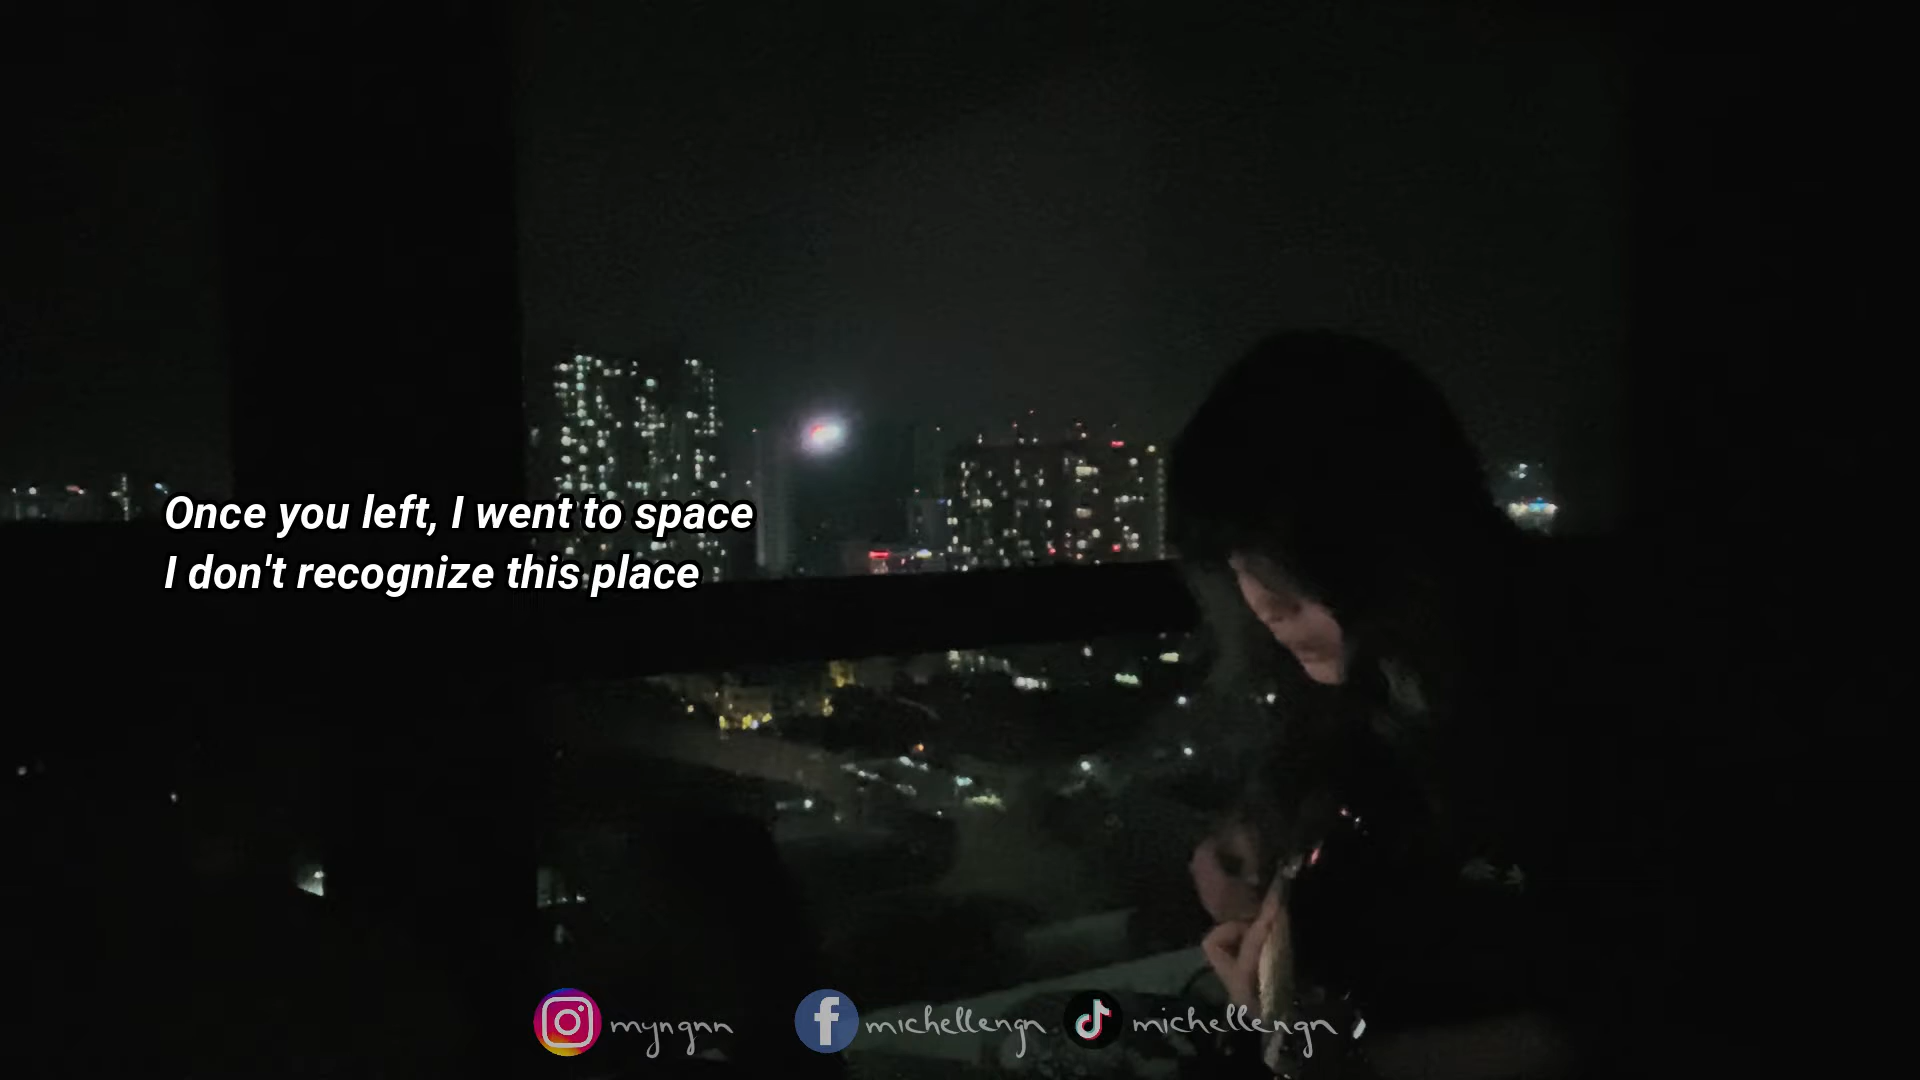 Once you left, I went to space
I don't recognize this place
myngnn michellengn michellengn